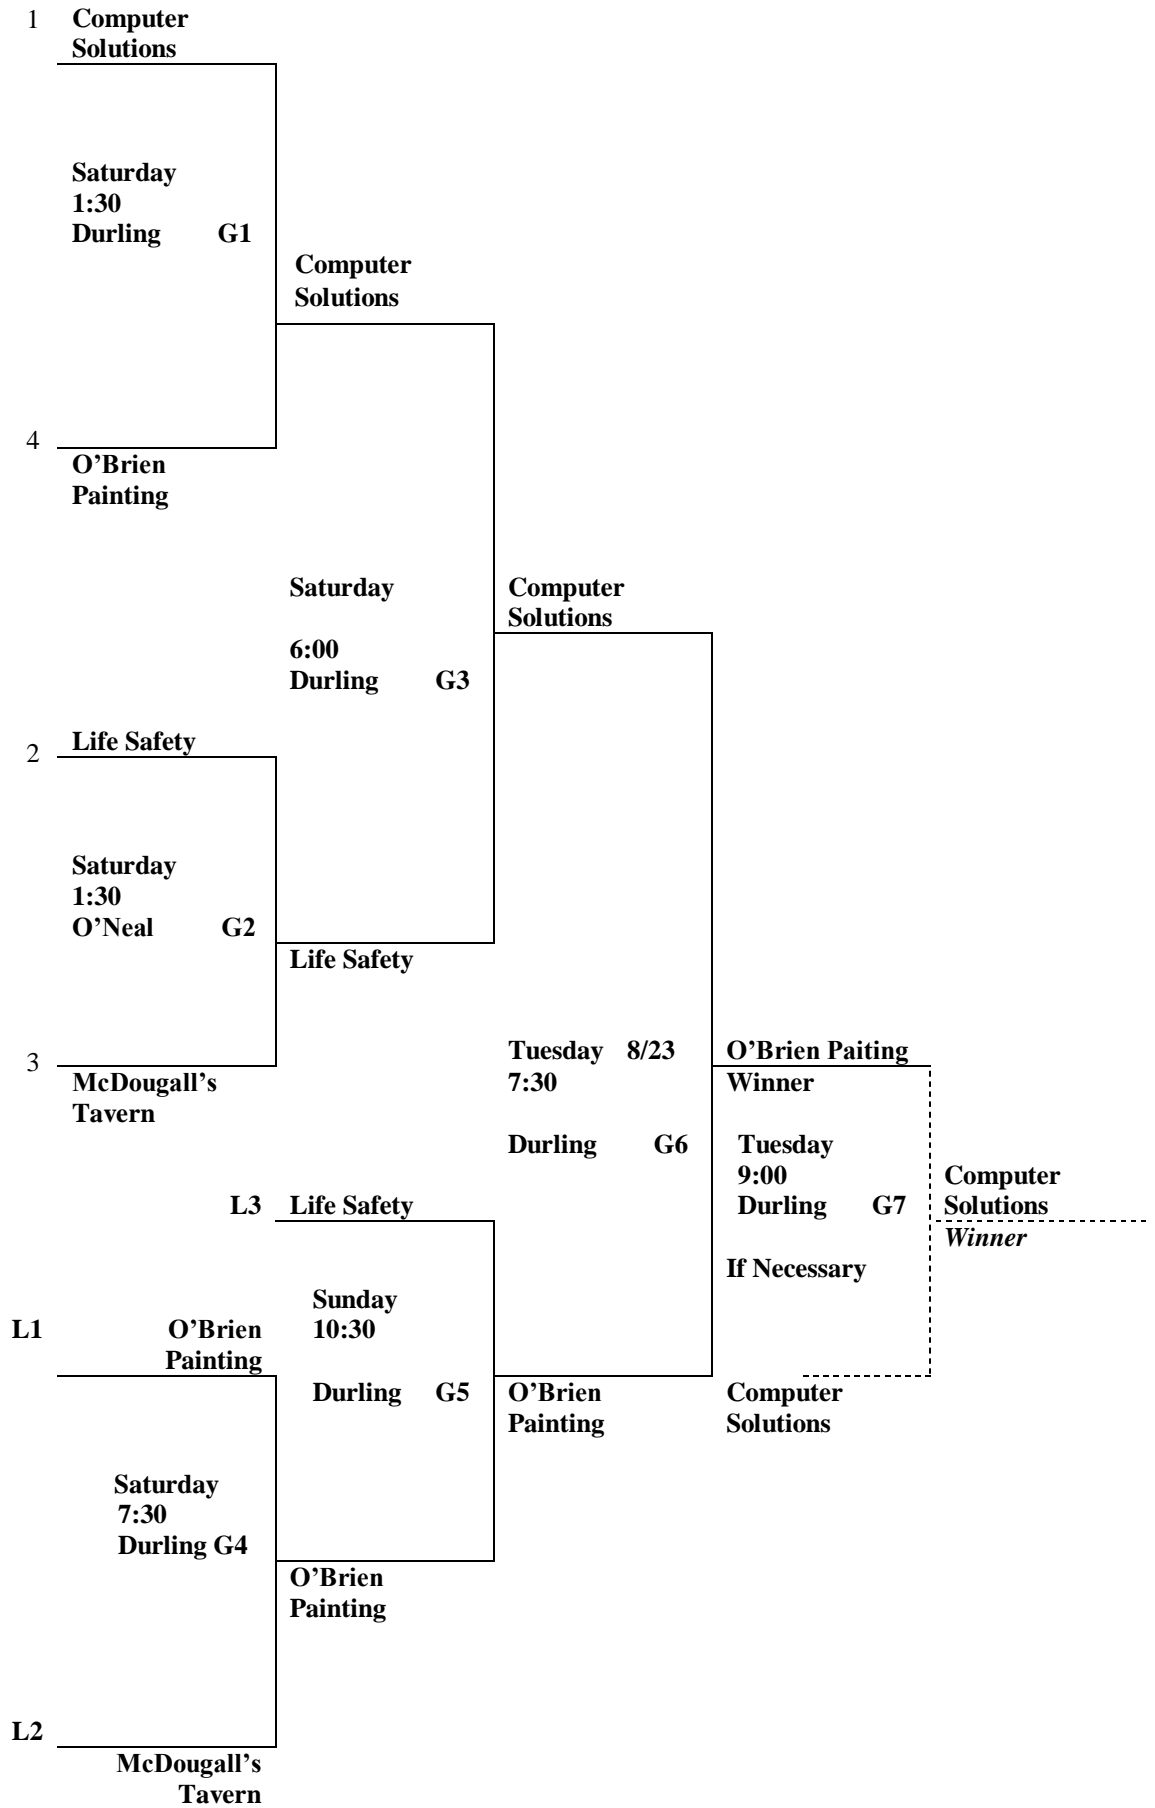 1
Computer
Solutions
Saturday
1:30
Durling G1
Computer
Solutions
4
O’Brien
Painting
Saturday
6:00
Durling G3
Computer
Solutions
2
Life Safety
Saturday
1:30
O’Neal G2
Life Safety
3
McDougall’s
Tavern
Tuesday 8/23
7:30
Durling G6
O’Brien Paiting
Winner
Tuesday
9:00
Durling G7
If Necessary
Computer
Solutions
Winner
L3 Life Safety
Sunday
10:30
Durling G5
L1
O’Brien
Painting
O’Brien
Painting
Computer
Solutions
Saturday
7:30
Durling G4
O’Brien
Painting
L2
McDougall’s
Tavern